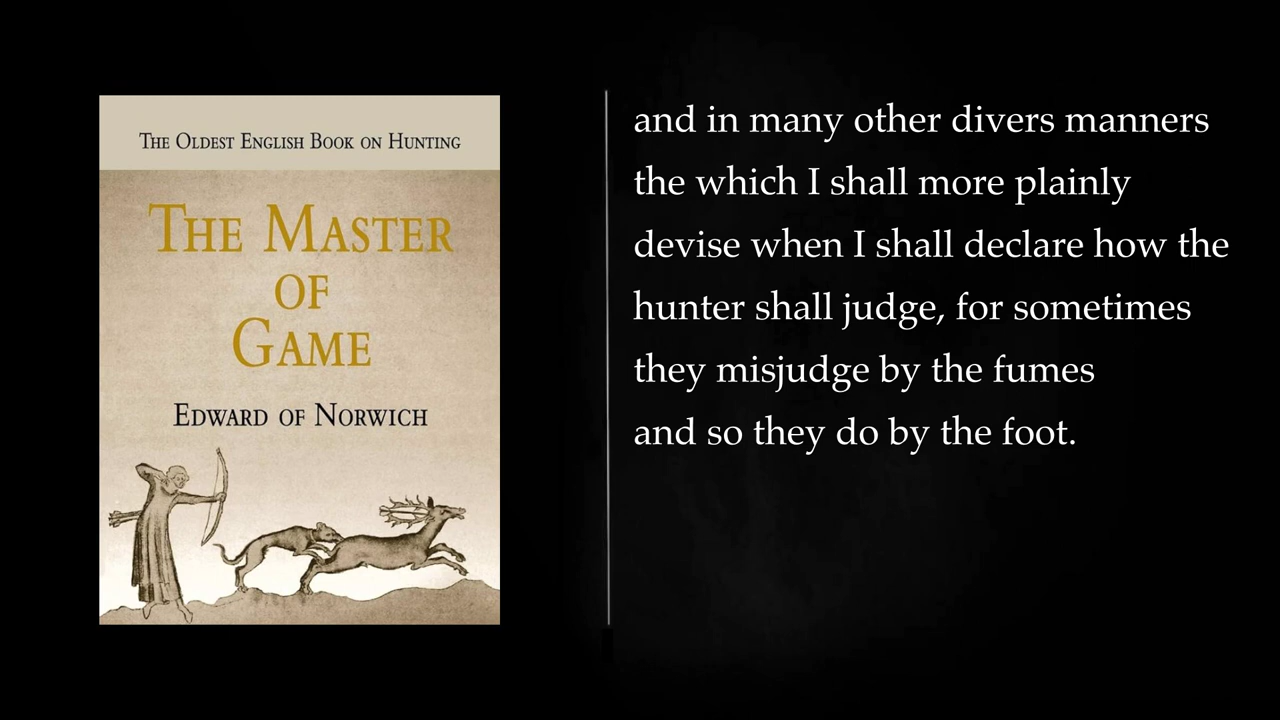 The Oldest English Book on Hunting
The Master
of
Game
Edward of Norwich
and in many other divers manners
the which I shall more plainly
devise when I shall declare how the
hunter shall judge, for sometimes
they misjudge by the fumes
and so they do by the foot.